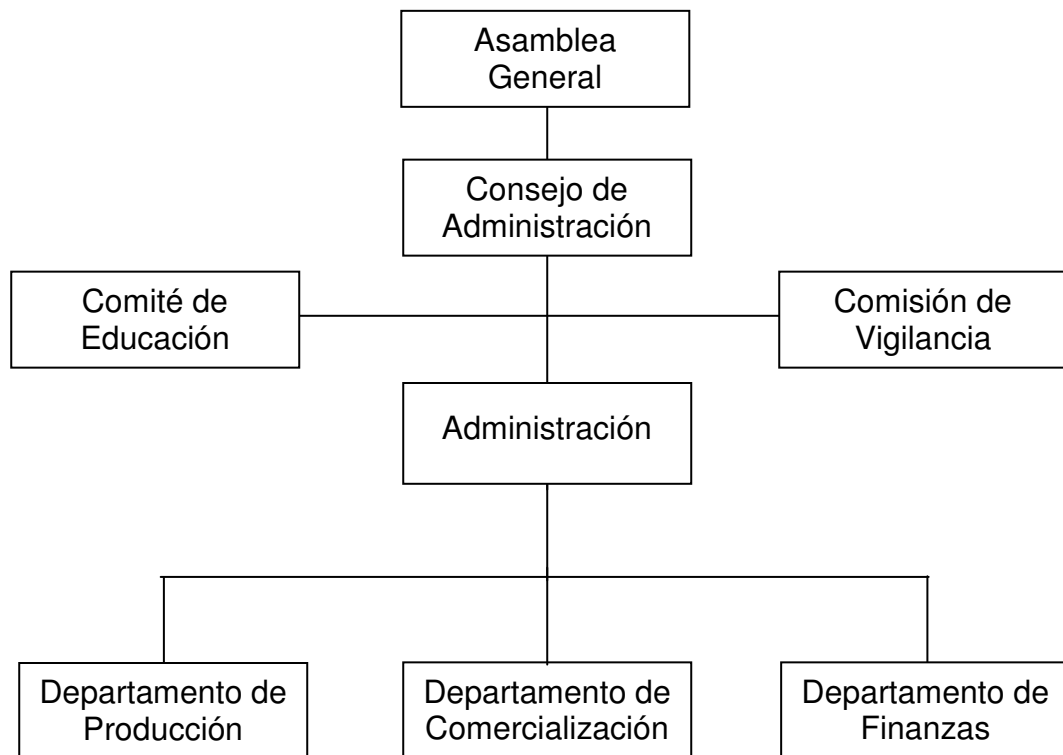 Asamblea
General
Consejo de
Administración
Comité de
Educación
Comisión de
Vigilancia
Administración
Departamento de
Producción
Departamento de
Comercialización
Departamento de
Finanzas